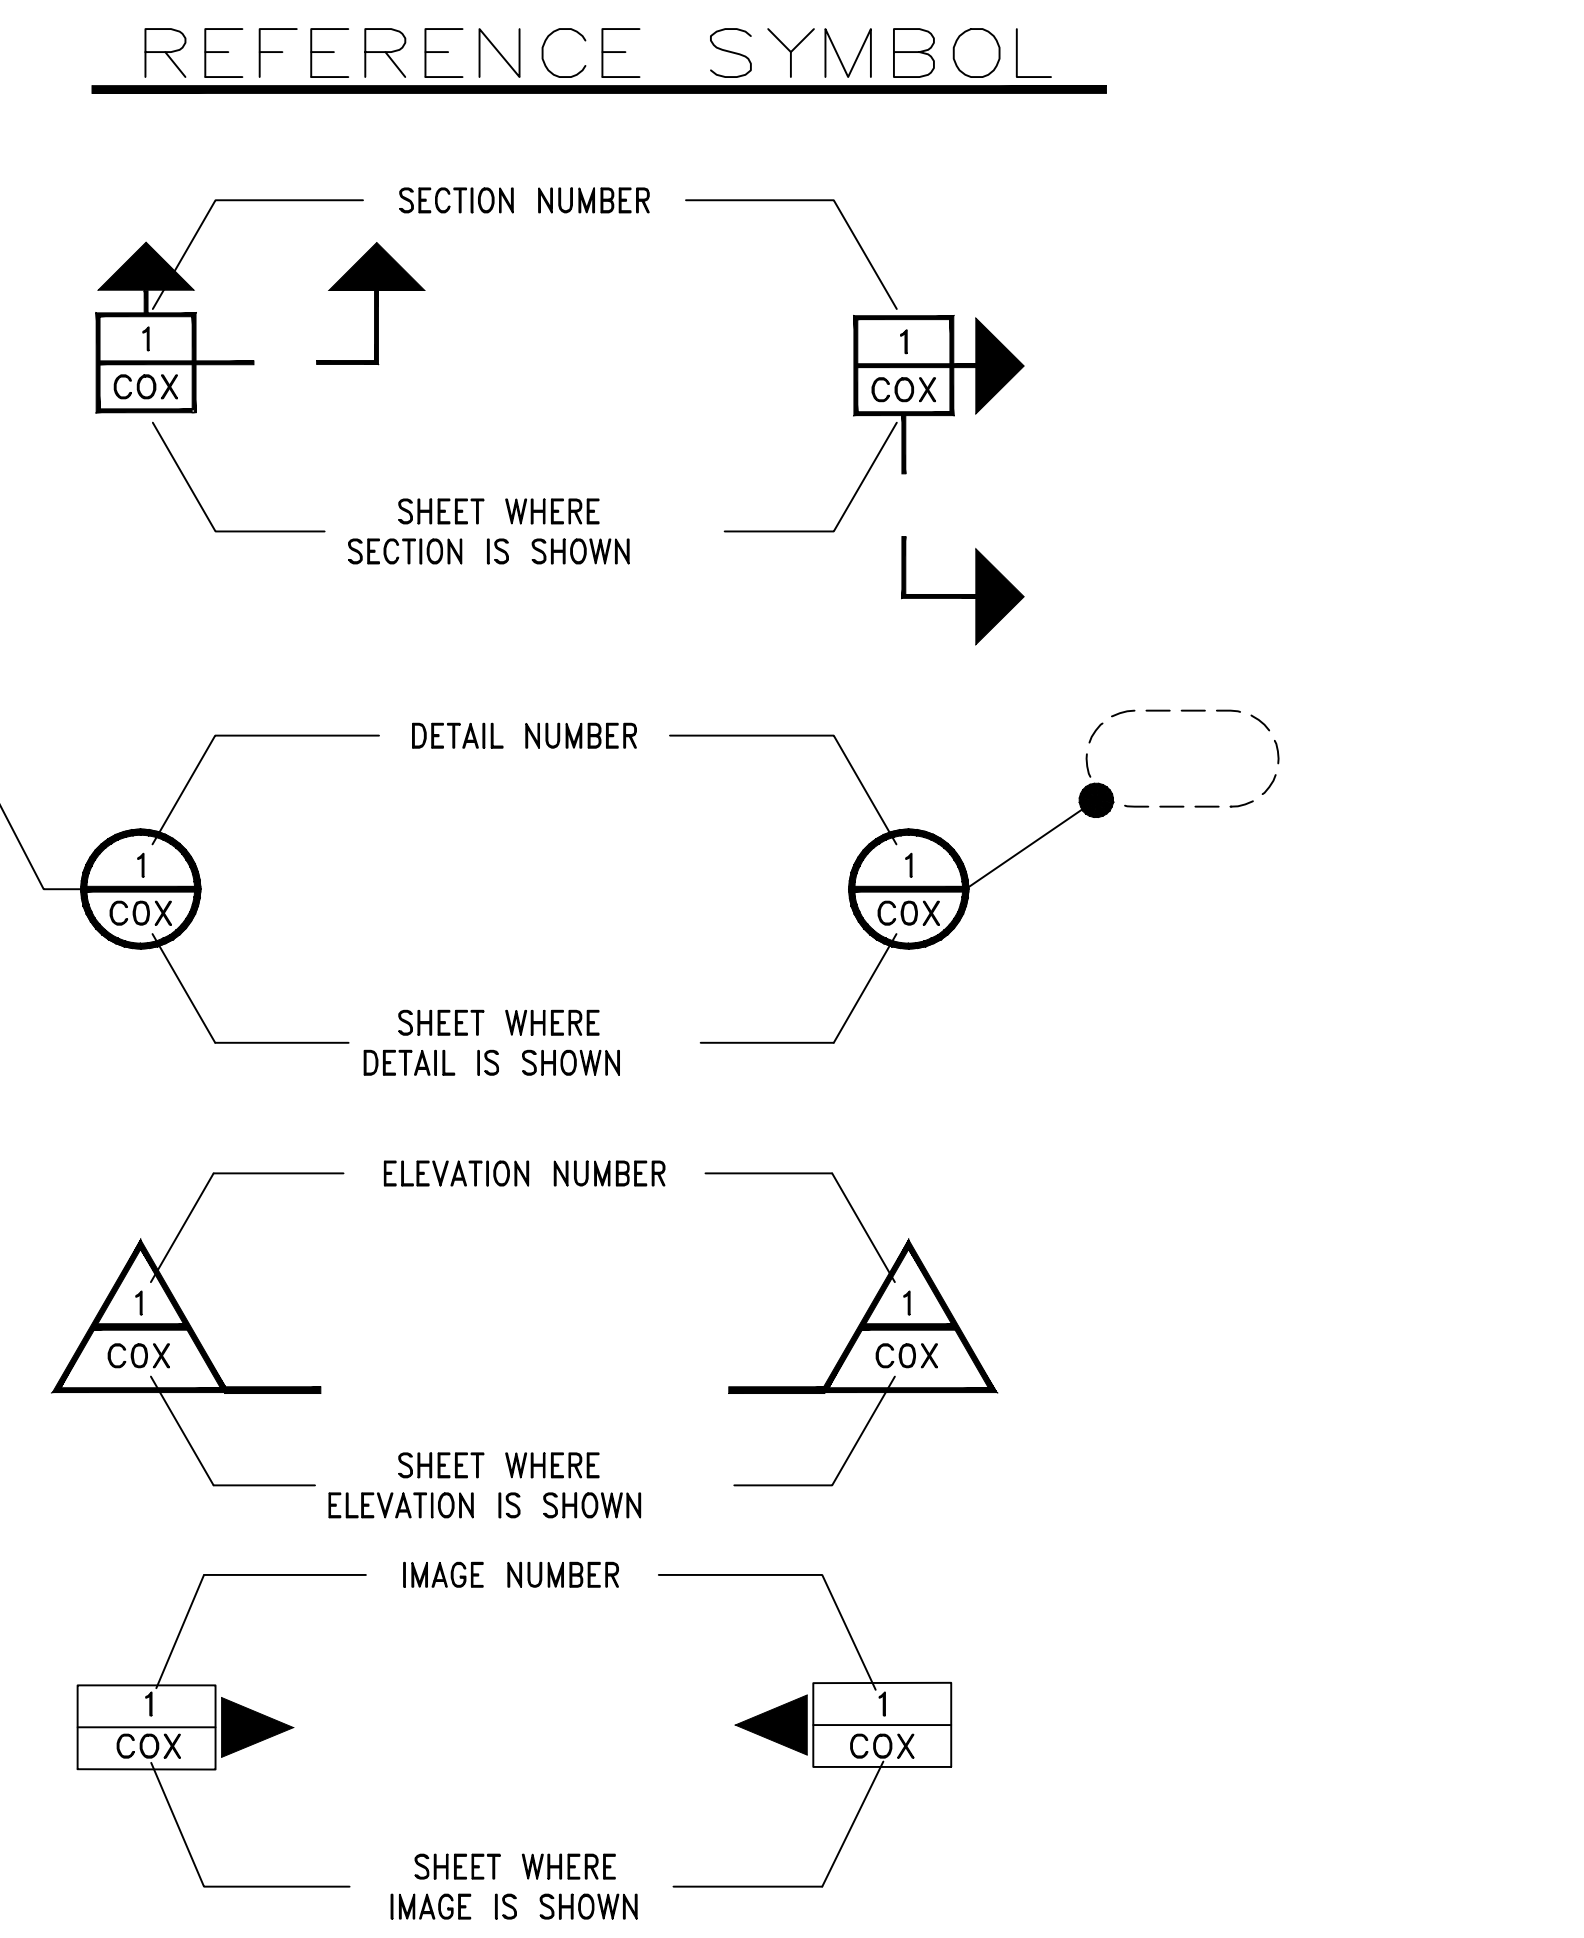 REFERENCE SYMBOL
SECTION NUMBER
1
COX
1
COX
SHEET WHERE
SECTION IS SHOWN
DETAIL NUMBER
1
COX
1
COX
SHEET WHERE
DETAIL IS SHOWN
ELEVATION NUMBER
1
COX
1
COX
SHEET WHERE
ELEVATION IS SHOWN
IMAGE NUMBER
1
COX
1
COX
SHEET WHERE
IMAGE IS SHOWN